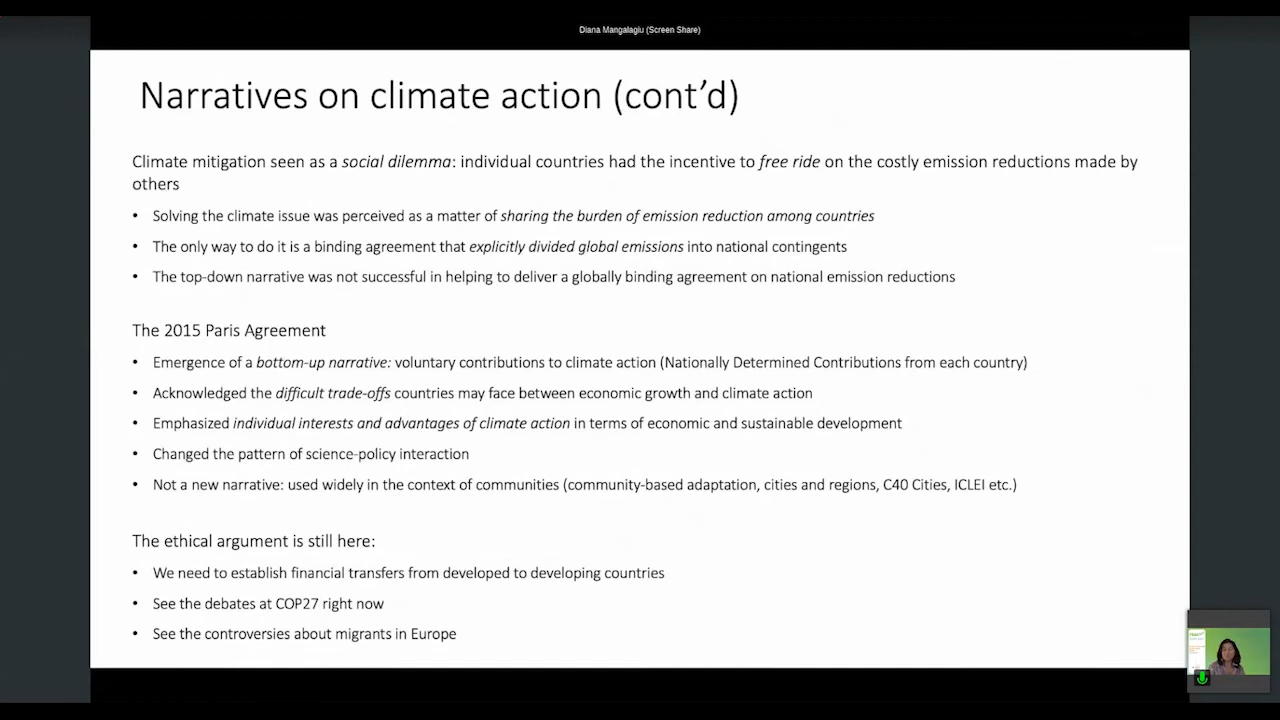 Diana Mangalagiu (Screen Share)
Narratives on climate action (cont’d)
Climate mitigation seen as a social dilemma: individual countries had the incentive to free ride on the costly emission reductions made by
others
• Solving the climate issue was perceived as a matter of sharing the burden of emission reduction among countries
• The only way to do it is a binding agreement that explicitly divided global emissions into national contingents
• The top-down narrative was not successful in helping to deliver a globally binding agreement on national emission reductions
The 2015 Paris Agreement
• Emergence of a bottom-up narrative: voluntary contributions to climate action (Nationally Determined Contributions from each country)
• Acknowledged the difficult trade-offs countries may face between economic growth and climate action
• Emphasized individual interests and advantages of climate action in terms of economic and sustainable development
• Changed the pattern of science-policy interaction
• Not a new narrative: used widely in the context of communities (community-based adaptation, cities and regions, C40 Cities, ICLEI etc.)
The ethical argument is still here:
• We need to establish financial transfers from developed to developing countries
• See the debates at COP27 right now
• See the controversies about migrants in Europe